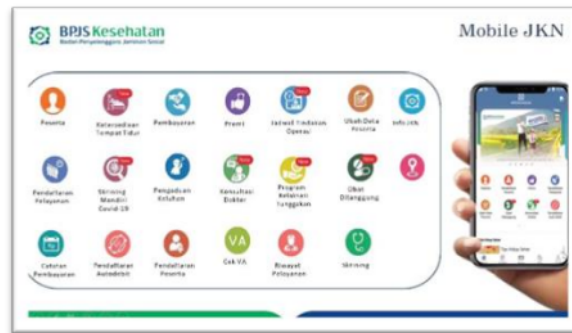 BPJS Kesehatan
Badan Penyelenggara Jaminan Sosial
Mobile JKN
Peserta
Ketersediaan
Tempat Tidur
Pembayaran
Premi
Jadwal Tindakan
Operasi
Ubah Data
Peserta
Info JKN
Pendaftaran
Pelayanan
Skrining
Mandiri
Covid-19
Pengaduan
Keluhan
Konsultasi
Dokter
Program
Cicilan
Tunggakan
Obat
Ditanggung
Catatan
Pembayaran
Pendaftaran
Autodebit
Pendaftaran
Peserta
VA
Cek VA
Riwayat
Pelayanan
Skrining